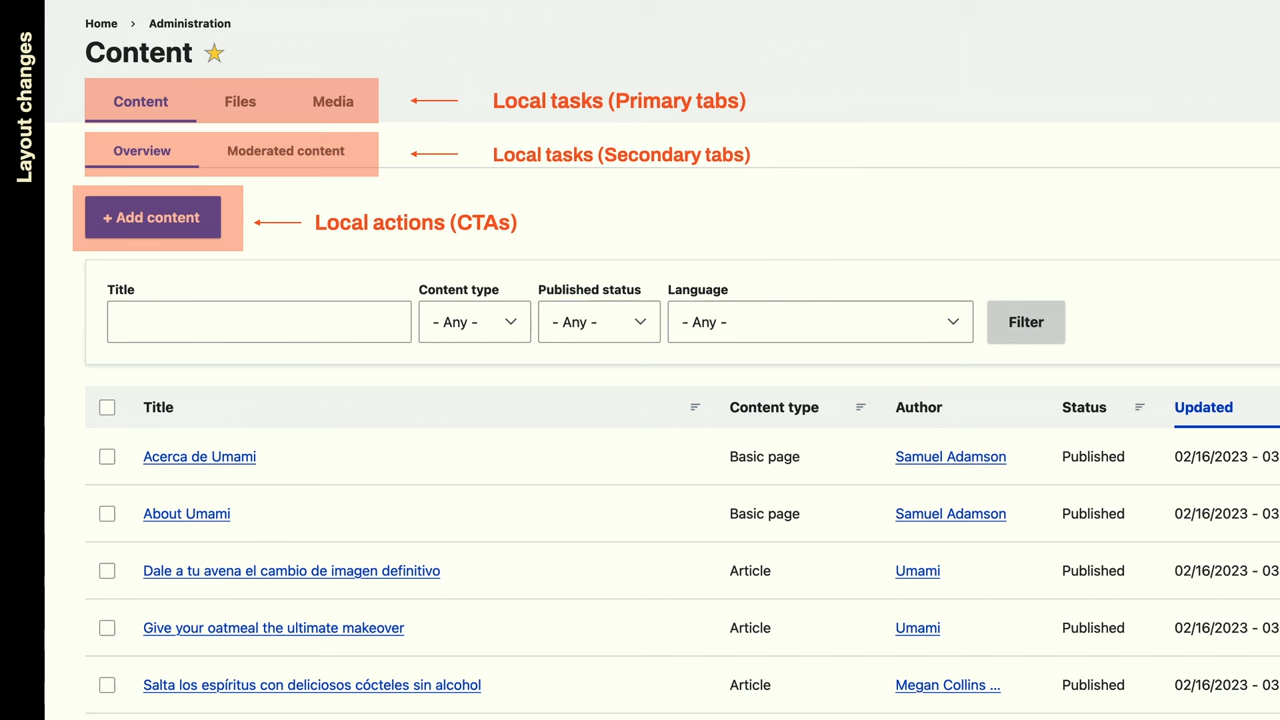 Layout changes
Home › Administration
Content
Content Files Media
Local tasks (Primary tabs)
Overview Moderated content
Local tasks (Secondary tabs)
+ Add content
Local actions (CTAs)
Title Content type Published status Language
- Any - - Any - - Any - Filter
Title Content type Author Status Updated
Acerca de Umami Basic page Samuel Adamson Published 02/16/2023 - 03
About Umami Basic page Samuel Adamson Published 02/16/2023 - 03
Dale a tu avena el cambio de imagen definitivo Article Umami Published 02/16/2023 - 03
Give your oatmeal the ultimate makeover Article Umami Published 02/16/2023 - 03
Salta los espíritus con deliciosos cócteles sin alcohol Article Megan Collins ... Published 02/16/2023 - 03